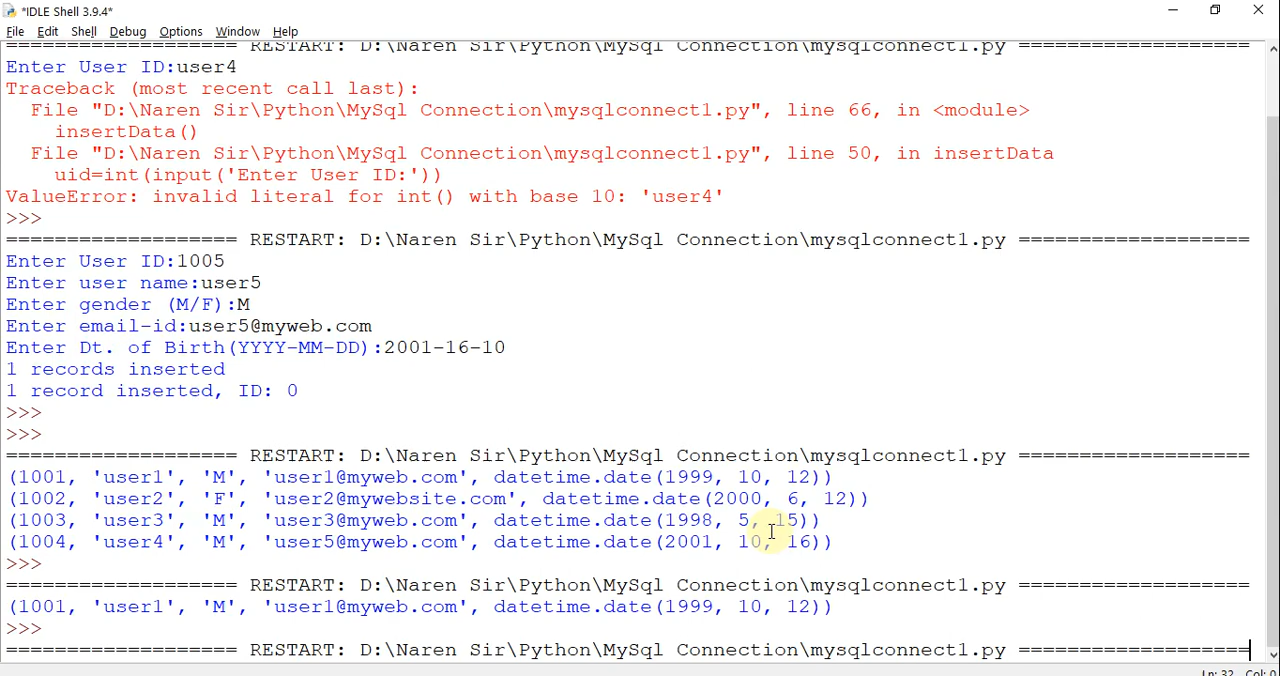 *IDLE Shell 3.9.4*
File Edit Shell Debug Options Window Help
=================== RESTART: D:\Naren Sir\Python\MySql Connection\mysqlconnect1.py ===================
Enter User ID:user4
Traceback (most recent call last):
  File "D:\Naren Sir\Python\MySql Connection\mysqlconnect1.py", line 66, in <module>
    insertData()
  File "D:\Naren Sir\Python\MySql Connection\mysqlconnect1.py", line 50, in insertData
    uid=int(input('Enter User ID:'))
ValueError: invalid literal for int() with base 10: 'user4'
>>>
=================== RESTART: D:\Naren Sir\Python\MySql Connection\mysqlconnect1.py ===================
Enter User ID:1005
Enter user name:user5
Enter gender (M/F):M
Enter email-id:user5@myweb.com
Enter Dt. of Birth(YYYY-MM-DD):2001-16-10
1 records inserted
1 record inserted, ID: 0
>>>
>>>
=================== RESTART: D:\Naren Sir\Python\MySql Connection\mysqlconnect1.py ===================
(1001, 'user1', 'M', 'user1@myweb.com', datetime.date(1999, 10, 12))
(1002, 'user2', 'F', 'user2@mywebsite.com', datetime.date(2000, 6, 12))
(1003, 'user3', 'M', 'user3@myweb.com', datetime.date(1998, 5, 15))
(1004, 'user4', 'M', 'user5@myweb.com', datetime.date(2001, 10, 16))
>>>
=================== RESTART: D:\Naren Sir\Python\MySql Connection\mysqlconnect1.py ===================
(1001, 'user1', 'M', 'user1@myweb.com', datetime.date(1999, 10, 12))
>>>
=================== RESTART: D:\Naren Sir\Python\MySql Connection\mysqlconnect1.py ===================
Ln: 32 Col: 0